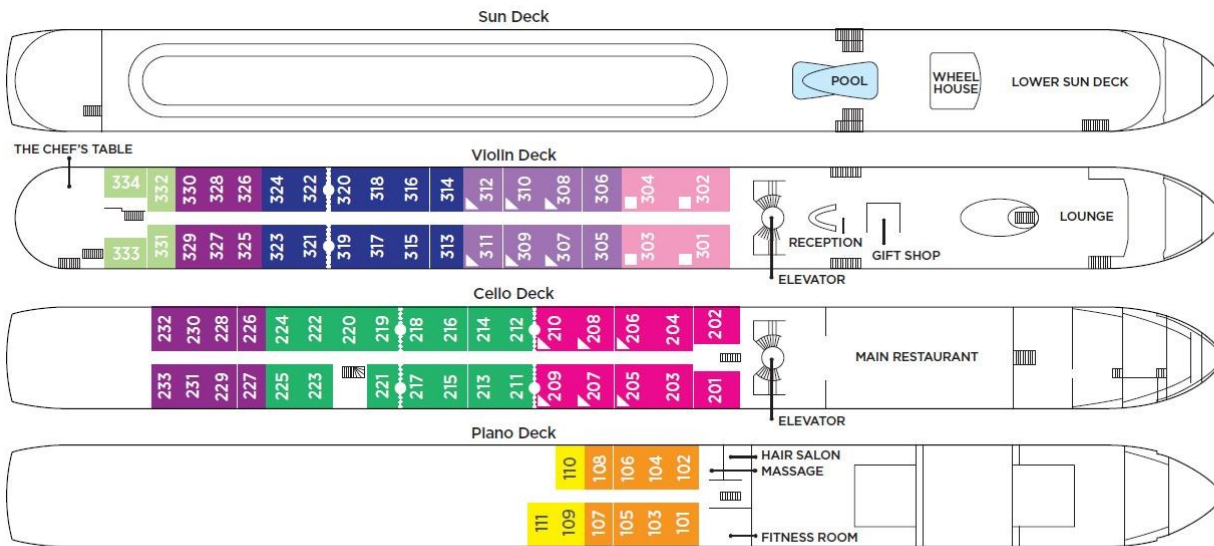 Sun Deck
POOL
WHEEL
HOUSE
LOWER SUN DECK
THE CHEF'S TABLE
Violin Deck
334 332 330 328 326 324 322 320 318 316 314 312 310 308 306 304 302
333 331 329 327 325 323 321 319 317 315 313 311 309 307 305 303 301
RECEPTION
GIFT SHOP
LOUNGE
ELEVATOR
Cello Deck
232 230 228 226 224 222 220 219 218 216 214 212 210 208 206 204 202
233 231 229 227 225 223 221 217 215 213 211 209 207 205 203 201
MAIN RESTAURANT
ELEVATOR
Piano Deck
110 108 106 104 102
111 109 107 105 103 101
HAIR SALON
MASSAGE
FITNESS ROOM